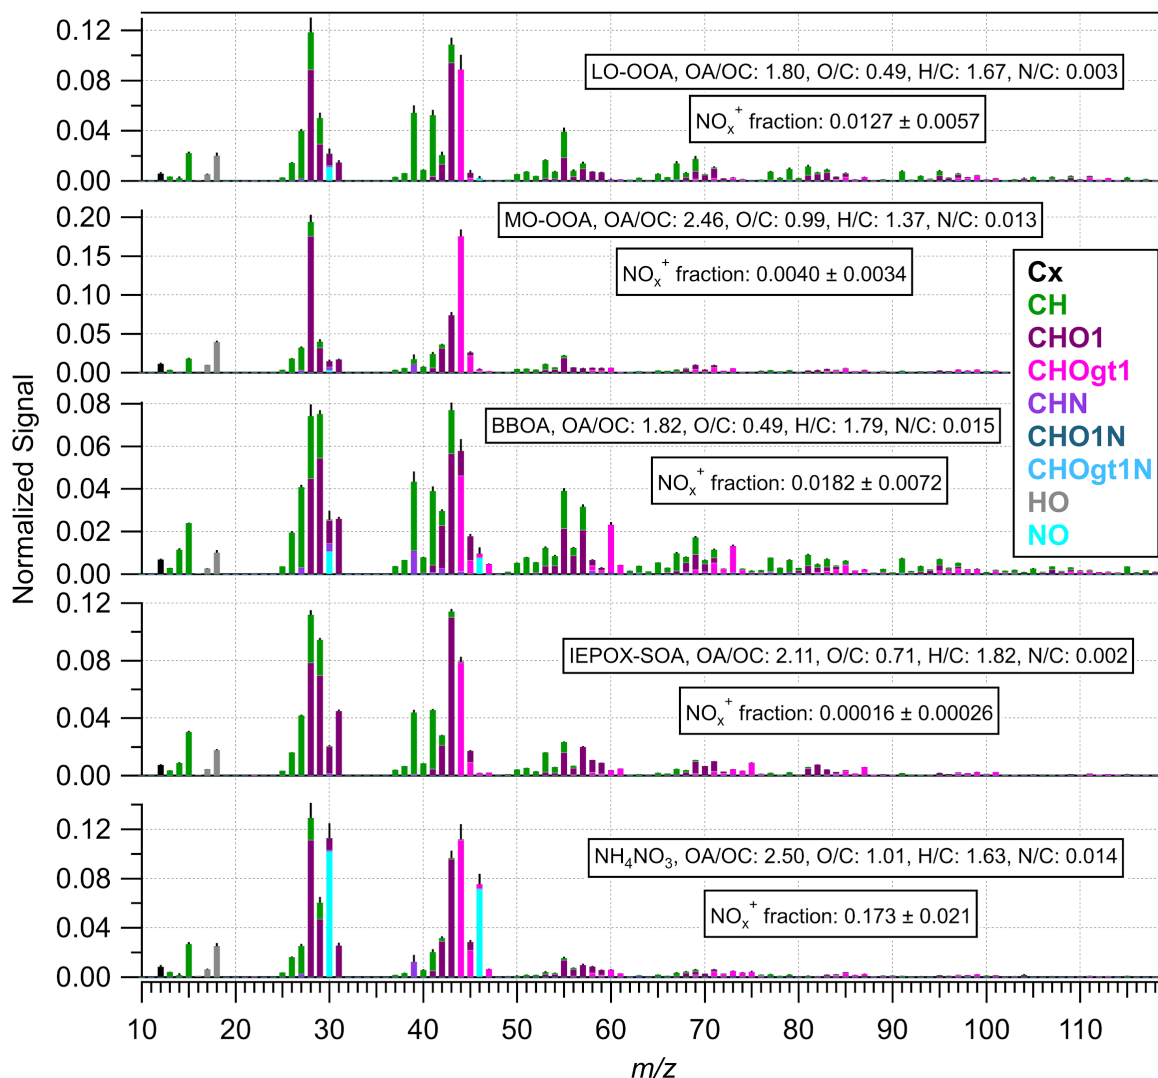 Normalized Signal
0.12
0.08
0.04
0.00
LO-OOA, OA/OC: 1.80, O/C: 0.49, H/C: 1.67, N/C: 0.003
NOx+ fraction: 0.0127 ± 0.0057
0.20
0.15
0.10
0.05
0.00
MO-OOA, OA/OC: 2.46, O/C: 0.99, H/C: 1.37, N/C: 0.013
NOx+ fraction: 0.0040 ± 0.0034
Cx
CH
CHO1
CHOgt1
CHN
CHO1N
CHOgt1N
HO
NO
0.08
0.06
0.04
0.02
0.00
BBOA, OA/OC: 1.82, O/C: 0.49, H/C: 1.79, N/C: 0.015
NOx+ fraction: 0.0182 ± 0.0072
0.12
0.08
0.04
0.00
IEPOX-SOA, OA/OC: 2.11, O/C: 0.71, H/C: 1.82, N/C: 0.002
NOx+ fraction: 0.00016 ± 0.00026
0.12
0.08
0.04
0.00
NH4NO3, OA/OC: 2.50, O/C: 1.01, H/C: 1.63, N/C: 0.014
NOx+ fraction: 0.173 ± 0.021
10 20 30 40 50 60 70 80 90 100 110
m/z